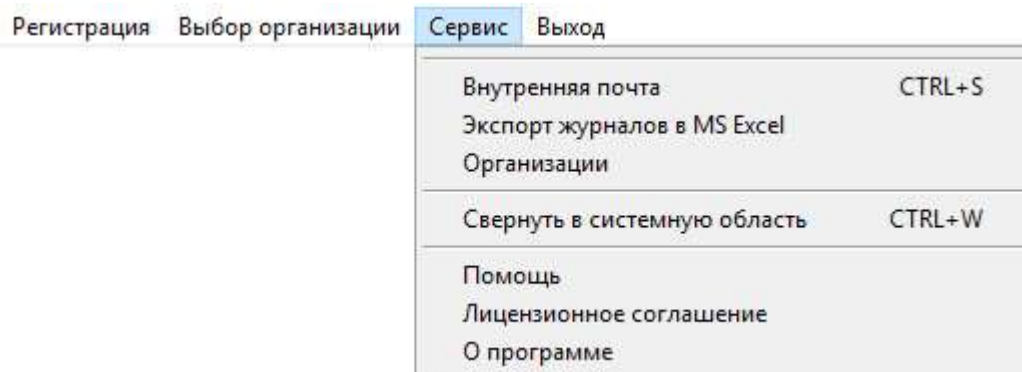 Регистрация Выбор организации Сервис Выход
Внутренняя почта CTRL+S
Экспорт журналов в MS Excel
Организации
Свернуть в системную область CTRL+W
Помощь
Лицензионное соглашение
О программе